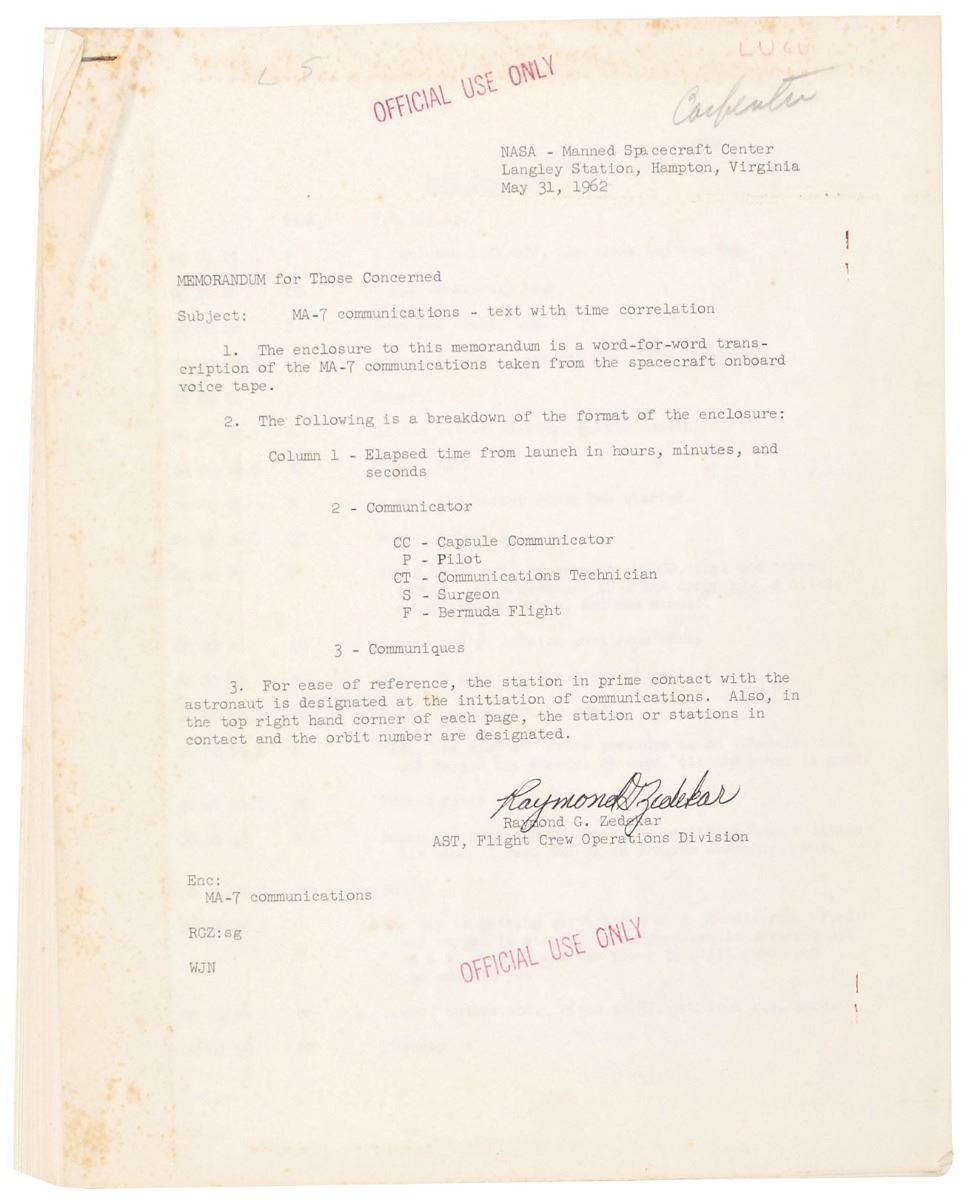 L 5
OFFICIAL USE ONLY
Carpenter
NASA - Manned Spacecraft Center
Langley Station, Hampton, Virginia
May 31, 1962
MEMORANDUM for Those Concerned
Subject: MA-7 communications - text with time correlation
1. The enclosure to this memorandum is a word-for-word trans-
cription of the MA-7 communications taken from the spacecraft onboard
voice tape.
2. The following is a breakdown of the format of the enclosure:
Column 1 - Elapsed time from launch in hours, minutes, and
seconds
2 - Communicator
CC - Capsule Communicator
P - Pilot
CT - Communications Technician
S - Surgeon
F - Bermuda Flight
3 - Communiques
3. For ease of reference, the station in prime contact with the
astronaut is designated at the initiation of communications. Also, in
the top right hand corner of each page, the station or stations in
contact and the orbit number are designated.
Raymond G Zedekar
Raymond G. Zedekar
AST, Flight Crew Operations Division
Enc:
MA-7 communications
RGZ:sg
WJN
OFFICIAL USE ONLY